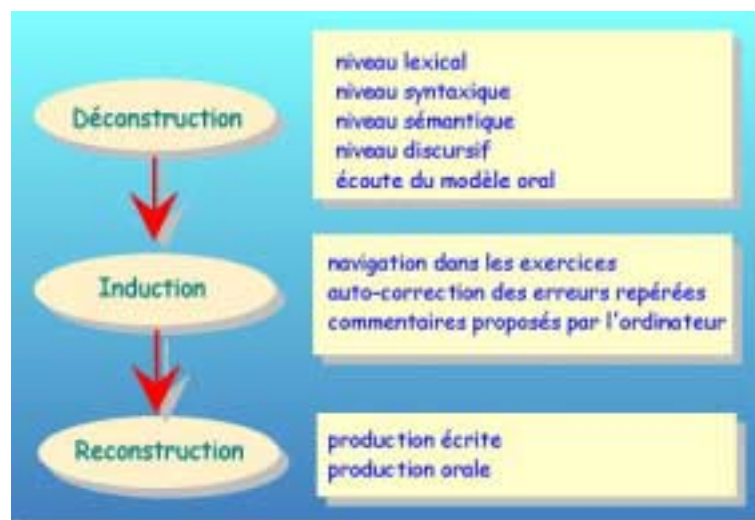 Déconstruction
niveau lexical
niveau syntaxique
niveau sémantique
niveau discursif
écoute du modèle oral
Induction
navigation dans les exercices
auto-correction des erreurs repérées
commentaires proposés par l'ordinateur
Reconstruction
production écrite
production orale